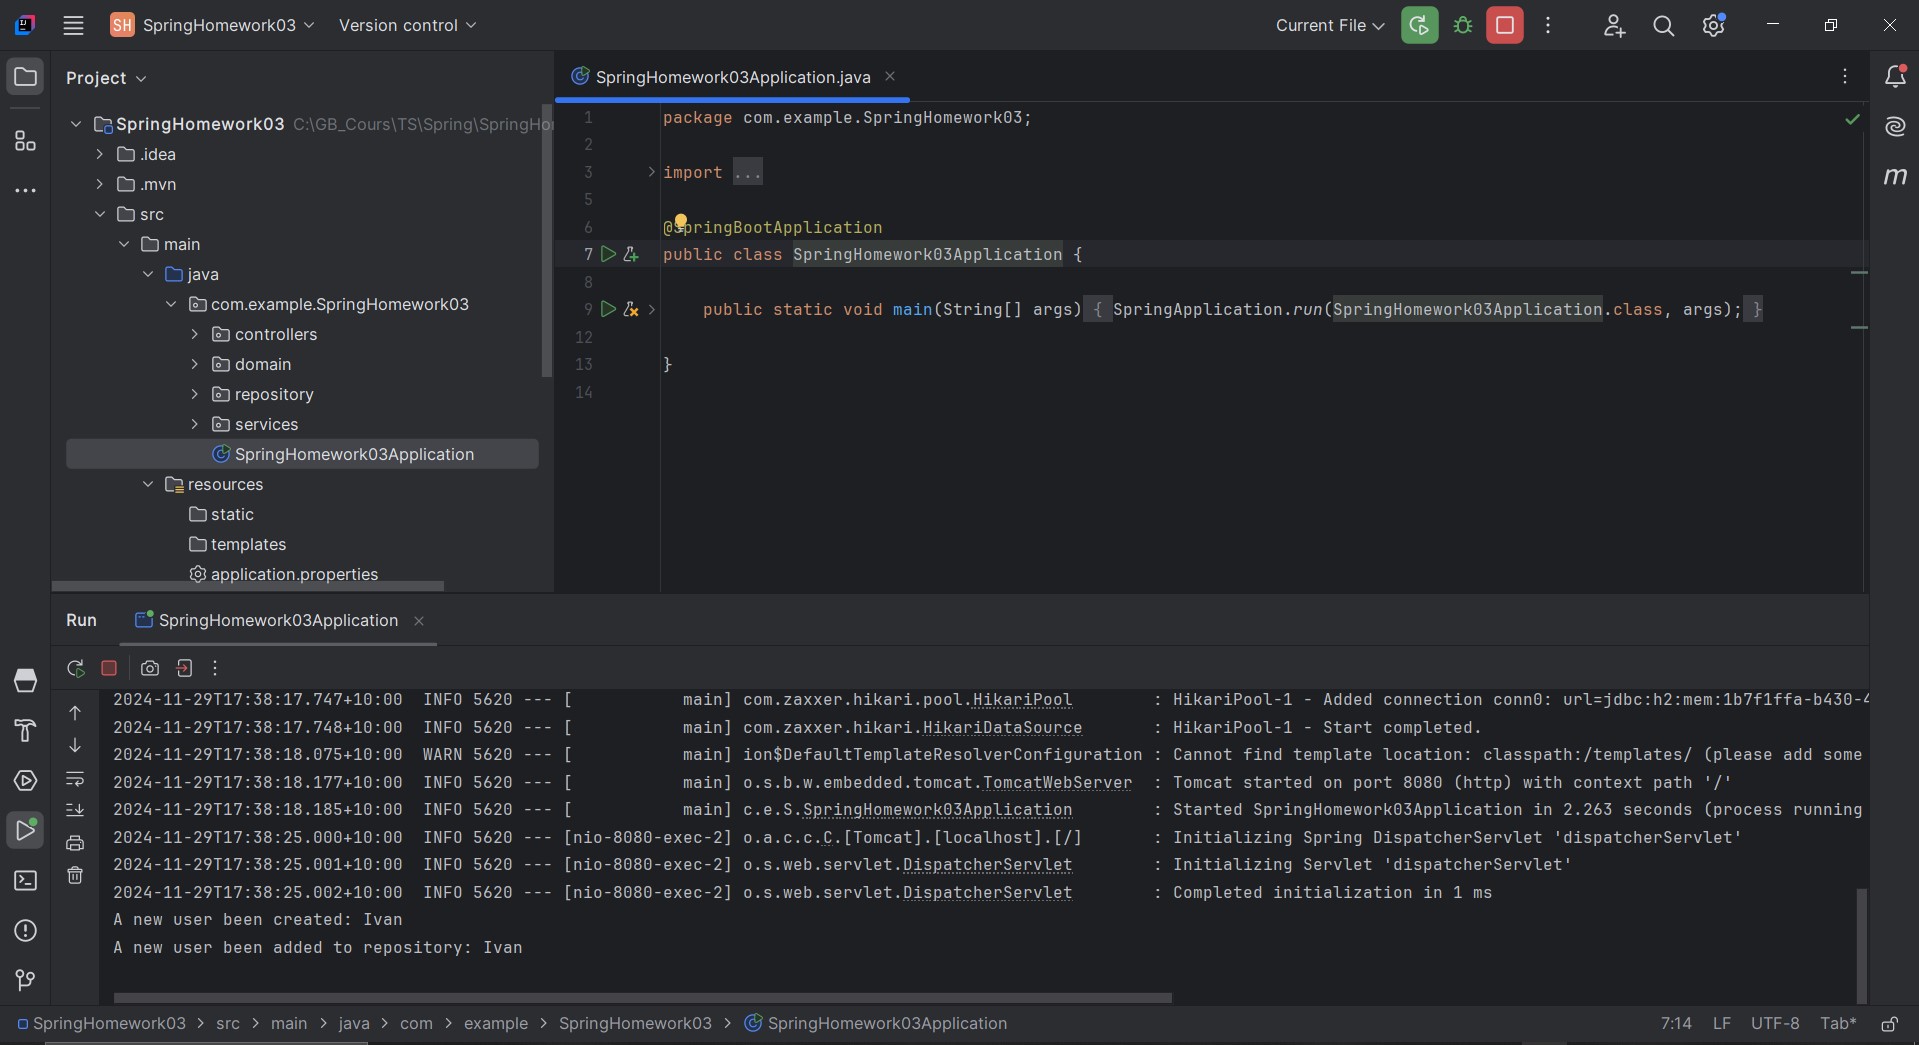 SH SpringHomework03 Version control Current File
Project
SpringHomework03 C:\GB_Cours\TS\Spring\SpringHo
.idea
.mvn
src
main
java
com.example.SpringHomework03
controllers
domain
repository
services
SpringHomework03Application
resources
static
templates
application.properties
SpringHomework03Application.java
1 package com.example.SpringHomework03;
2
3 import ...
5
6 @SpringBootApplication
7 public class SpringHomework03Application {
8
9 public static void main(String[] args) { SpringApplication.run(SpringHomework03Application.class, args); }
12
13 }
14
m
Run SpringHomework03Application
2024-11-29T17:38:17.747+10:00 INFO 5620 --- [ main] com.zaxxer.hikari.pool.HikariPool : HikariPool-1 - Added connection conn0: url=jdbc:h2:mem:1b7f1ffa-b430-4
2024-11-29T17:38:17.748+10:00 INFO 5620 --- [ main] com.zaxxer.hikari.HikariDataSource : HikariPool-1 - Start completed.
2024-11-29T17:38:18.075+10:00 WARN 5620 --- [ main] ion$DefaultTemplateResolverConfiguration : Cannot find template location: classpath:/templates/ (please add some
2024-11-29T17:38:18.177+10:00 INFO 5620 --- [ main] o.s.b.w.embedded.tomcat.TomcatWebServer : Tomcat started on port 8080 (http) with context path '/'
2024-11-29T17:38:18.185+10:00 INFO 5620 --- [ main] c.e.S.SpringHomework03Application : Started SpringHomework03Application in 2.263 seconds (process running
2024-11-29T17:38:25.000+10:00 INFO 5620 --- [nio-8080-exec-2] o.a.c.c.C.[Tomcat].[localhost].[/] : Initializing Spring DispatcherServlet 'dispatcherServlet'
2024-11-29T17:38:25.001+10:00 INFO 5620 --- [nio-8080-exec-2] o.s.web.servlet.DispatcherServlet : Initializing Servlet 'dispatcherServlet'
2024-11-29T17:38:25.002+10:00 INFO 5620 --- [nio-8080-exec-2] o.s.web.servlet.DispatcherServlet : Completed initialization in 1 ms
A new user been created: Ivan
A new user been added to repository: Ivan
SpringHomework03 > src > main > java > com > example > SpringHomework03 > SpringHomework03Application 7:14 LF UTF-8 Tab*